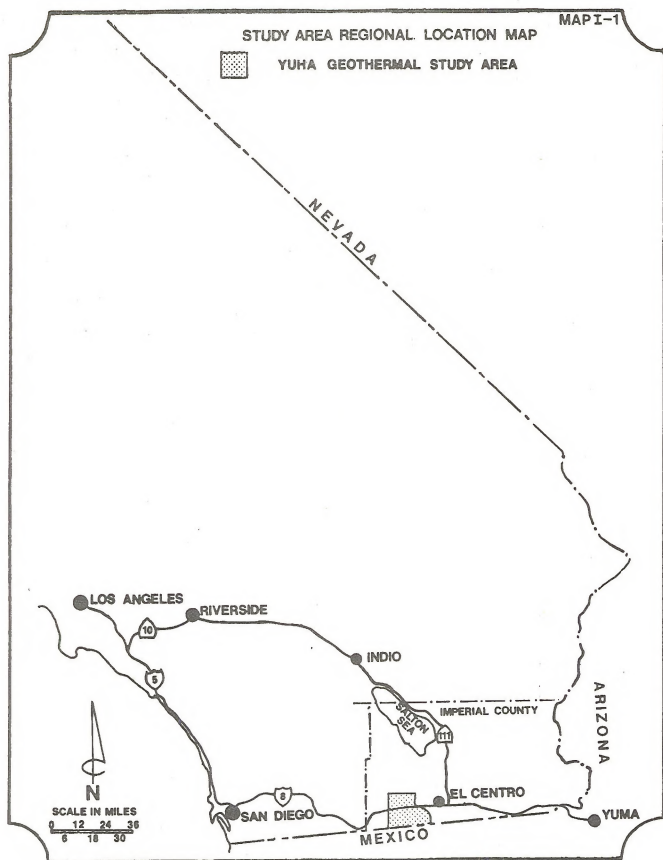 MAP I-1
STUDY AREA REGIONAL LOCATION MAP
YUHA GEOTHERMAL STUDY AREA
NEVADA
LOS ANGELES
RIVERSIDE
10
INDIO
5
ARIZONA
SALTON
SEA
IMPERIAL COUNTY
111
N
SCALE IN MILES
0 12 24 36
6 18 30
SAN DIEGO
8
EL CENTRO
YUMA
MEXICO